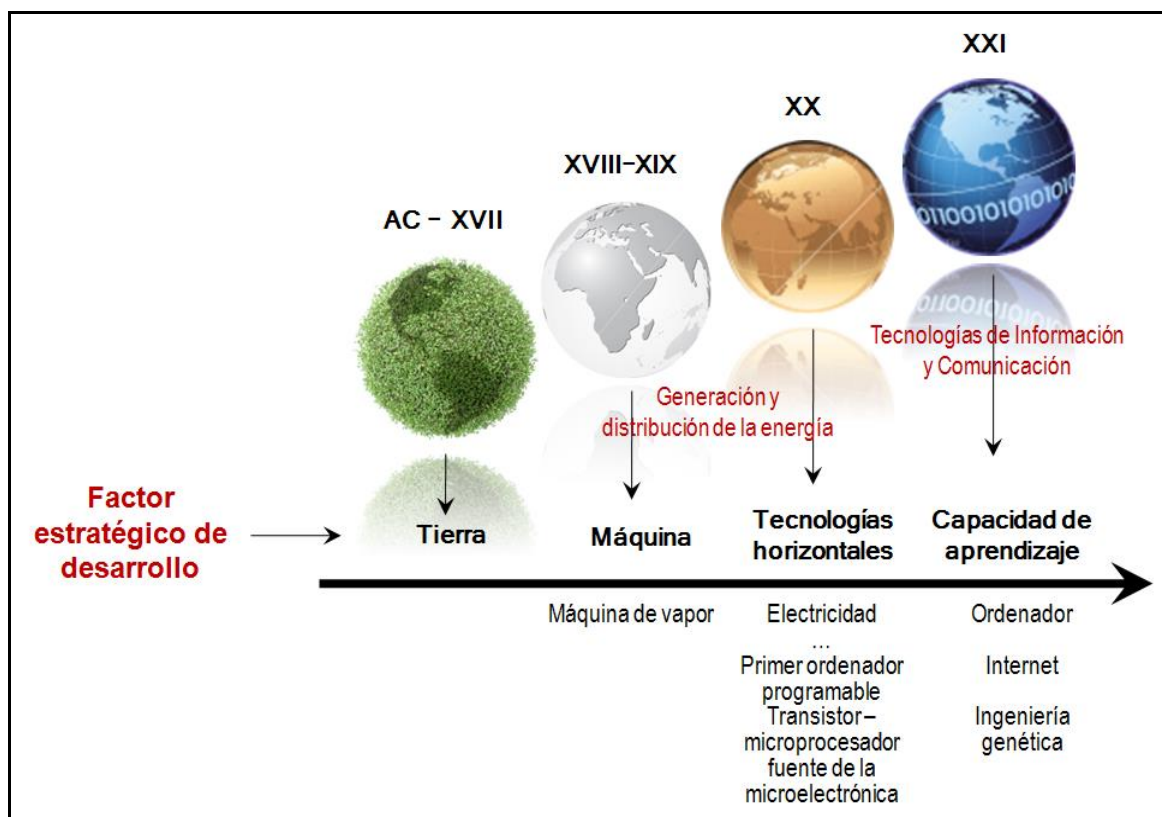 XXI
XX
XVIII-XIX
AC - XVII
01100101010101
Tecnologías de Información
y Comunicación
Generación y
distribución de la energía
Factor
estratégico de
desarrollo
Tierra
Máquina
Tecnologías
horizontales
Capacidad de
aprendizaje
Máquina de vapor
Electricidad
...
Primer ordenador
programable
Transistor –
microprocesador
fuente de la
microelectrónica
Ordenador
Internet
Ingeniería
genética